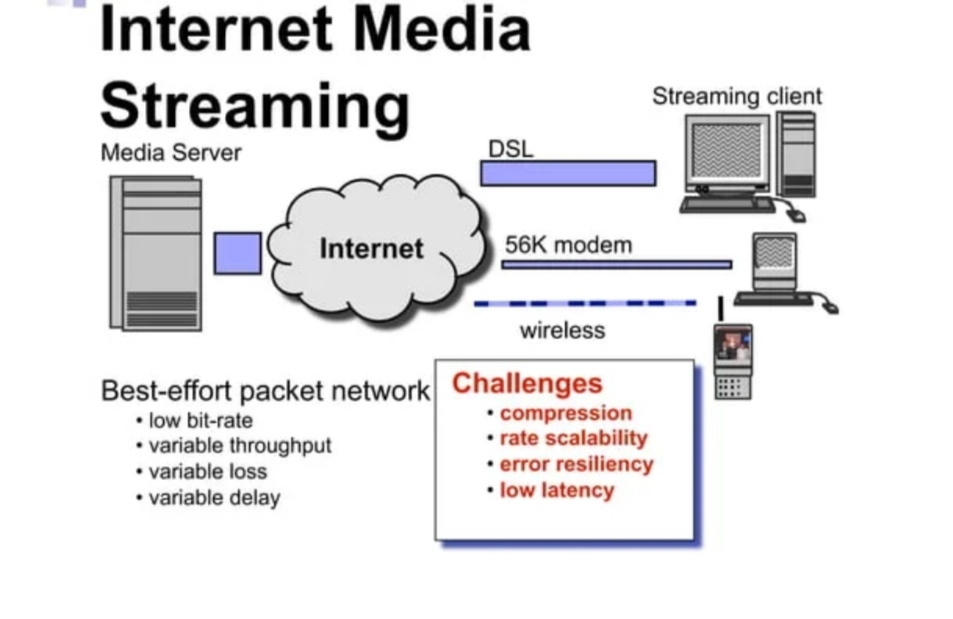 Internet Media
Streaming
Streaming client
Media Server
DSL
Internet
56K modem
wireless
Best-effort packet network
• low bit-rate
• variable throughput
• variable loss
• variable delay
Challenges
• compression
• rate scalability
• error resiliency
• low latency